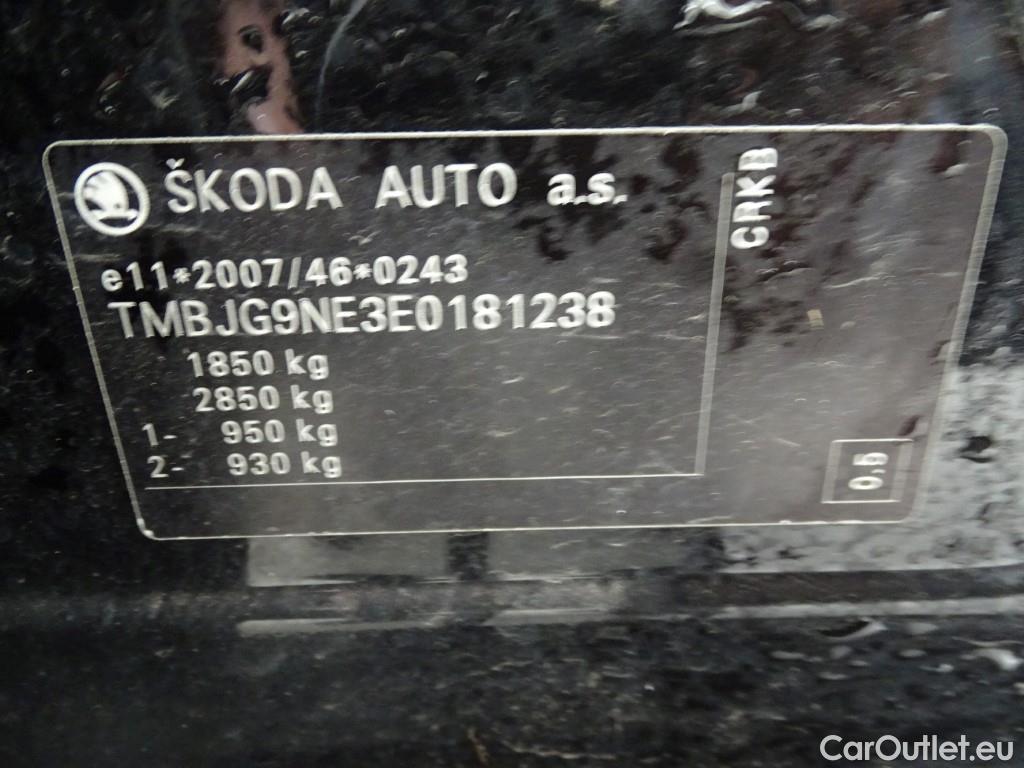 ŠKODA AUTO a.s.
CRKB
e11*2007/46*0243
TMBJG9NE3E0181238
1850 kg
2850 kg
1- 950 kg
2- 930 kg
0,5
CarOutlet.eu